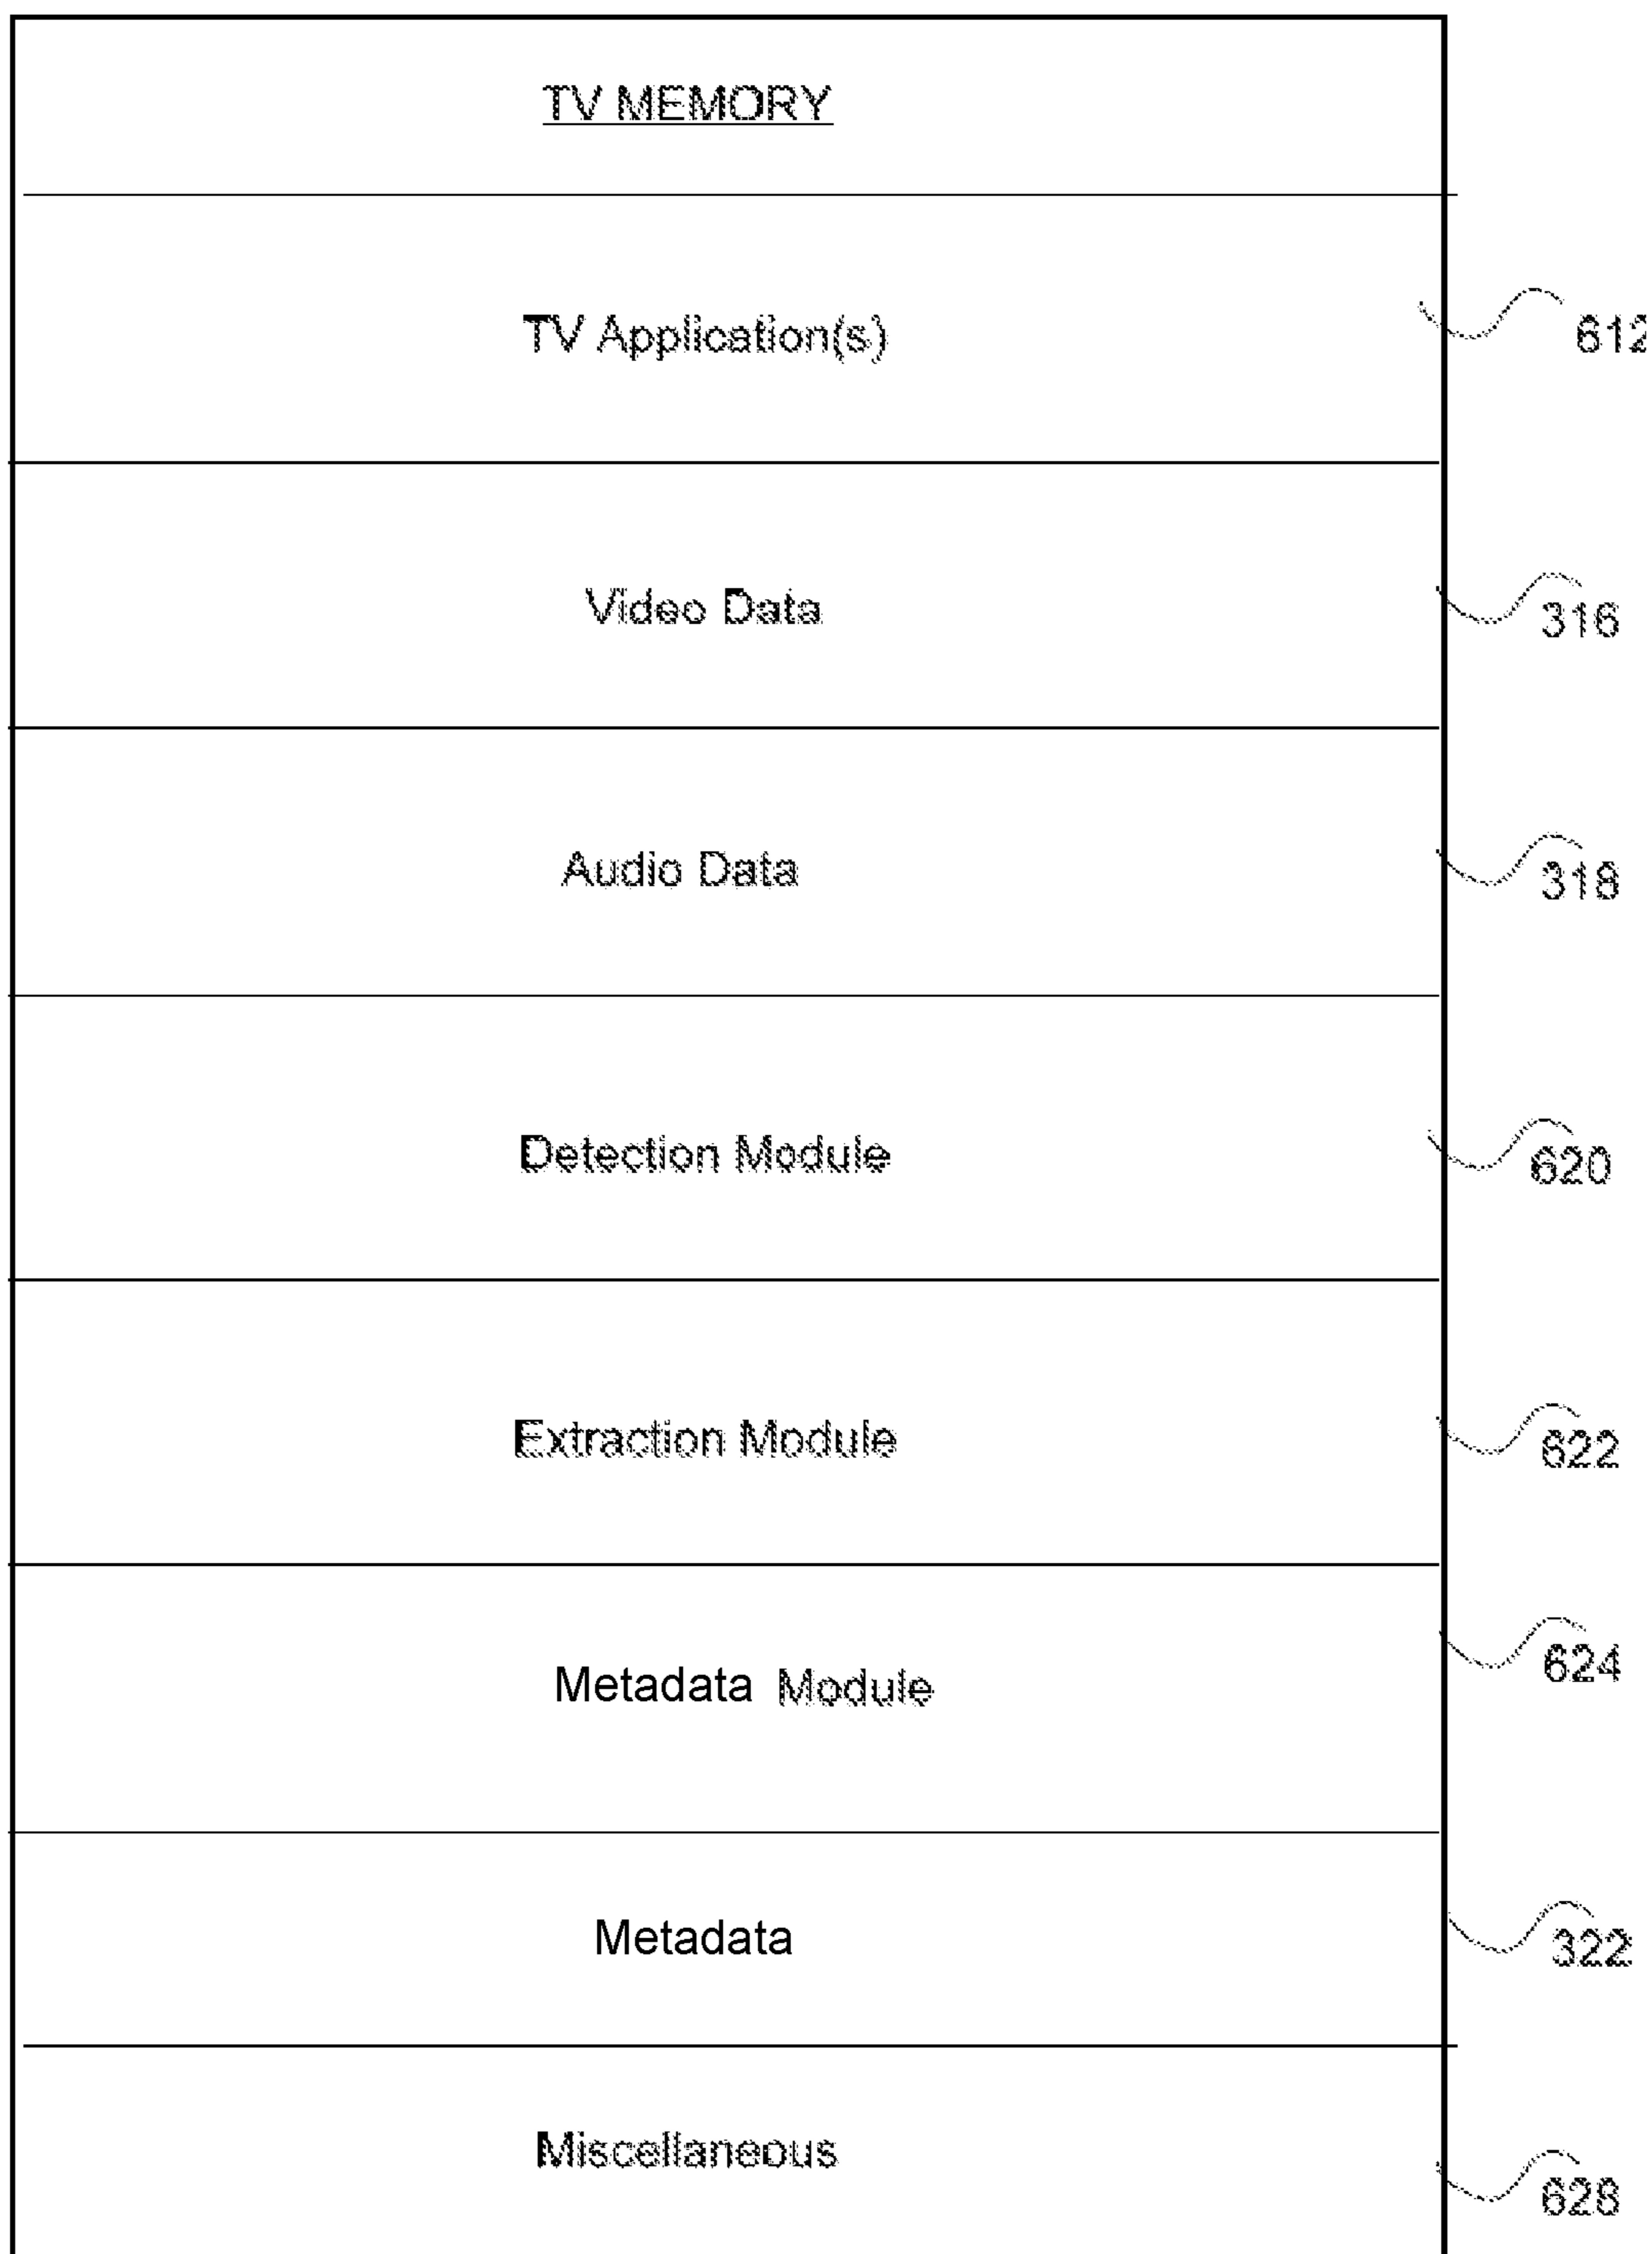 TV MEMORY
TV Application(s)
612
Video Data
316
Audio Data
318
Detection Module
620
Extraction Module
622
Metadata Module
624
Metadata
322
Miscellaneous
628